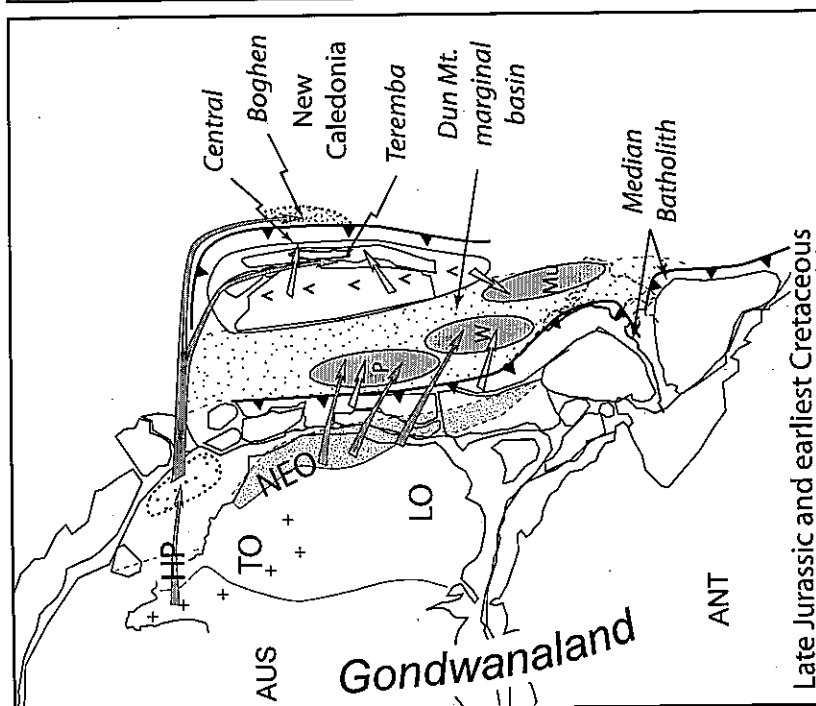 Central
Boghen
New
Caledonia
Teremba
Dun Mt.
marginal
basin
Median
Batholith
HP
NEO
TO
LO
P
W
ML
AUS
ANT
Gondwanaland
Late Jurassic and earliest Cretaceous